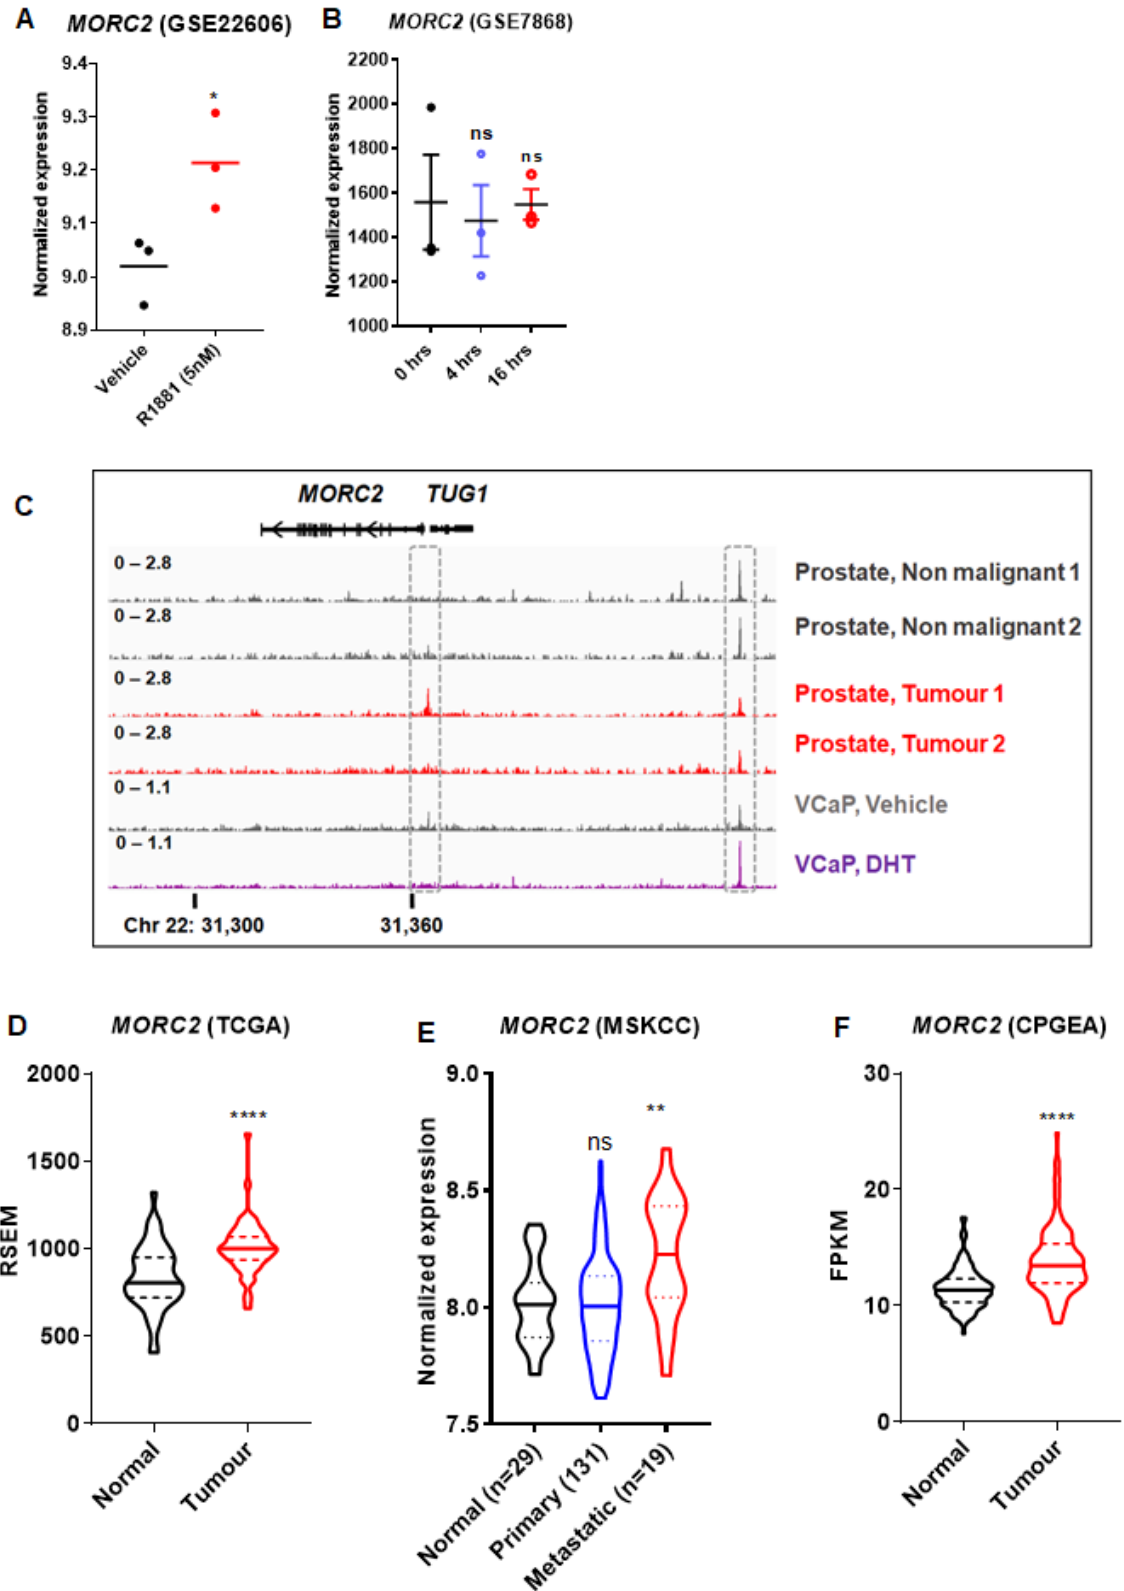 A MORC2 (GSE22606)
Normalized expression
9.4
9.3
9.2
9.1
9.0
8.9
*
Vehicle
R1881 (5nM)
B MORC2 (GSE7868)
Normalized expression
2200
2000
1800
1600
1400
1200
1000
ns
ns
0 hrs
4 hrs
16 hrs
C
MORC2 TUG1
0 – 2.8 Prostate, Non malignant 1
0 – 2.8 Prostate, Non malignant 2
0 – 2.8 Prostate, Tumour 1
0 – 2.8 Prostate, Tumour 2
0 – 1.1 VCaP, Vehicle
0 – 1.1 VCaP, DHT
Chr 22: 31,300 31,360
D MORC2 (TCGA)
RSEM
2000
1500
1000
500
0
****
Normal
Tumour
E MORC2 (MSKCC)
Normalized expression
9.0
8.5
8.0
7.5
ns
**
Normal (n=29)
Primary (131)
Metastatic (n=19)
F MORC2 (CPGEA)
FPKM
30
20
10
0
****
Normal
Tumour